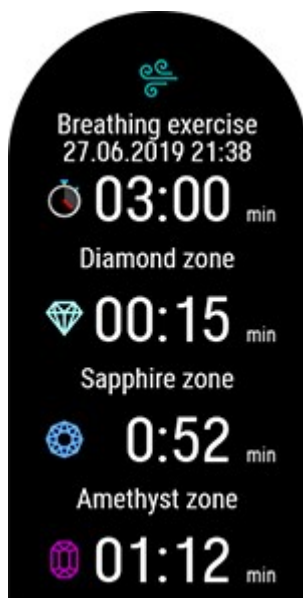 Breathing exercise
27.06.2019 21:38
03:00 min
Diamond zone
00:15 min
Sapphire zone
0:52 min
Amethyst zone
01:12 min